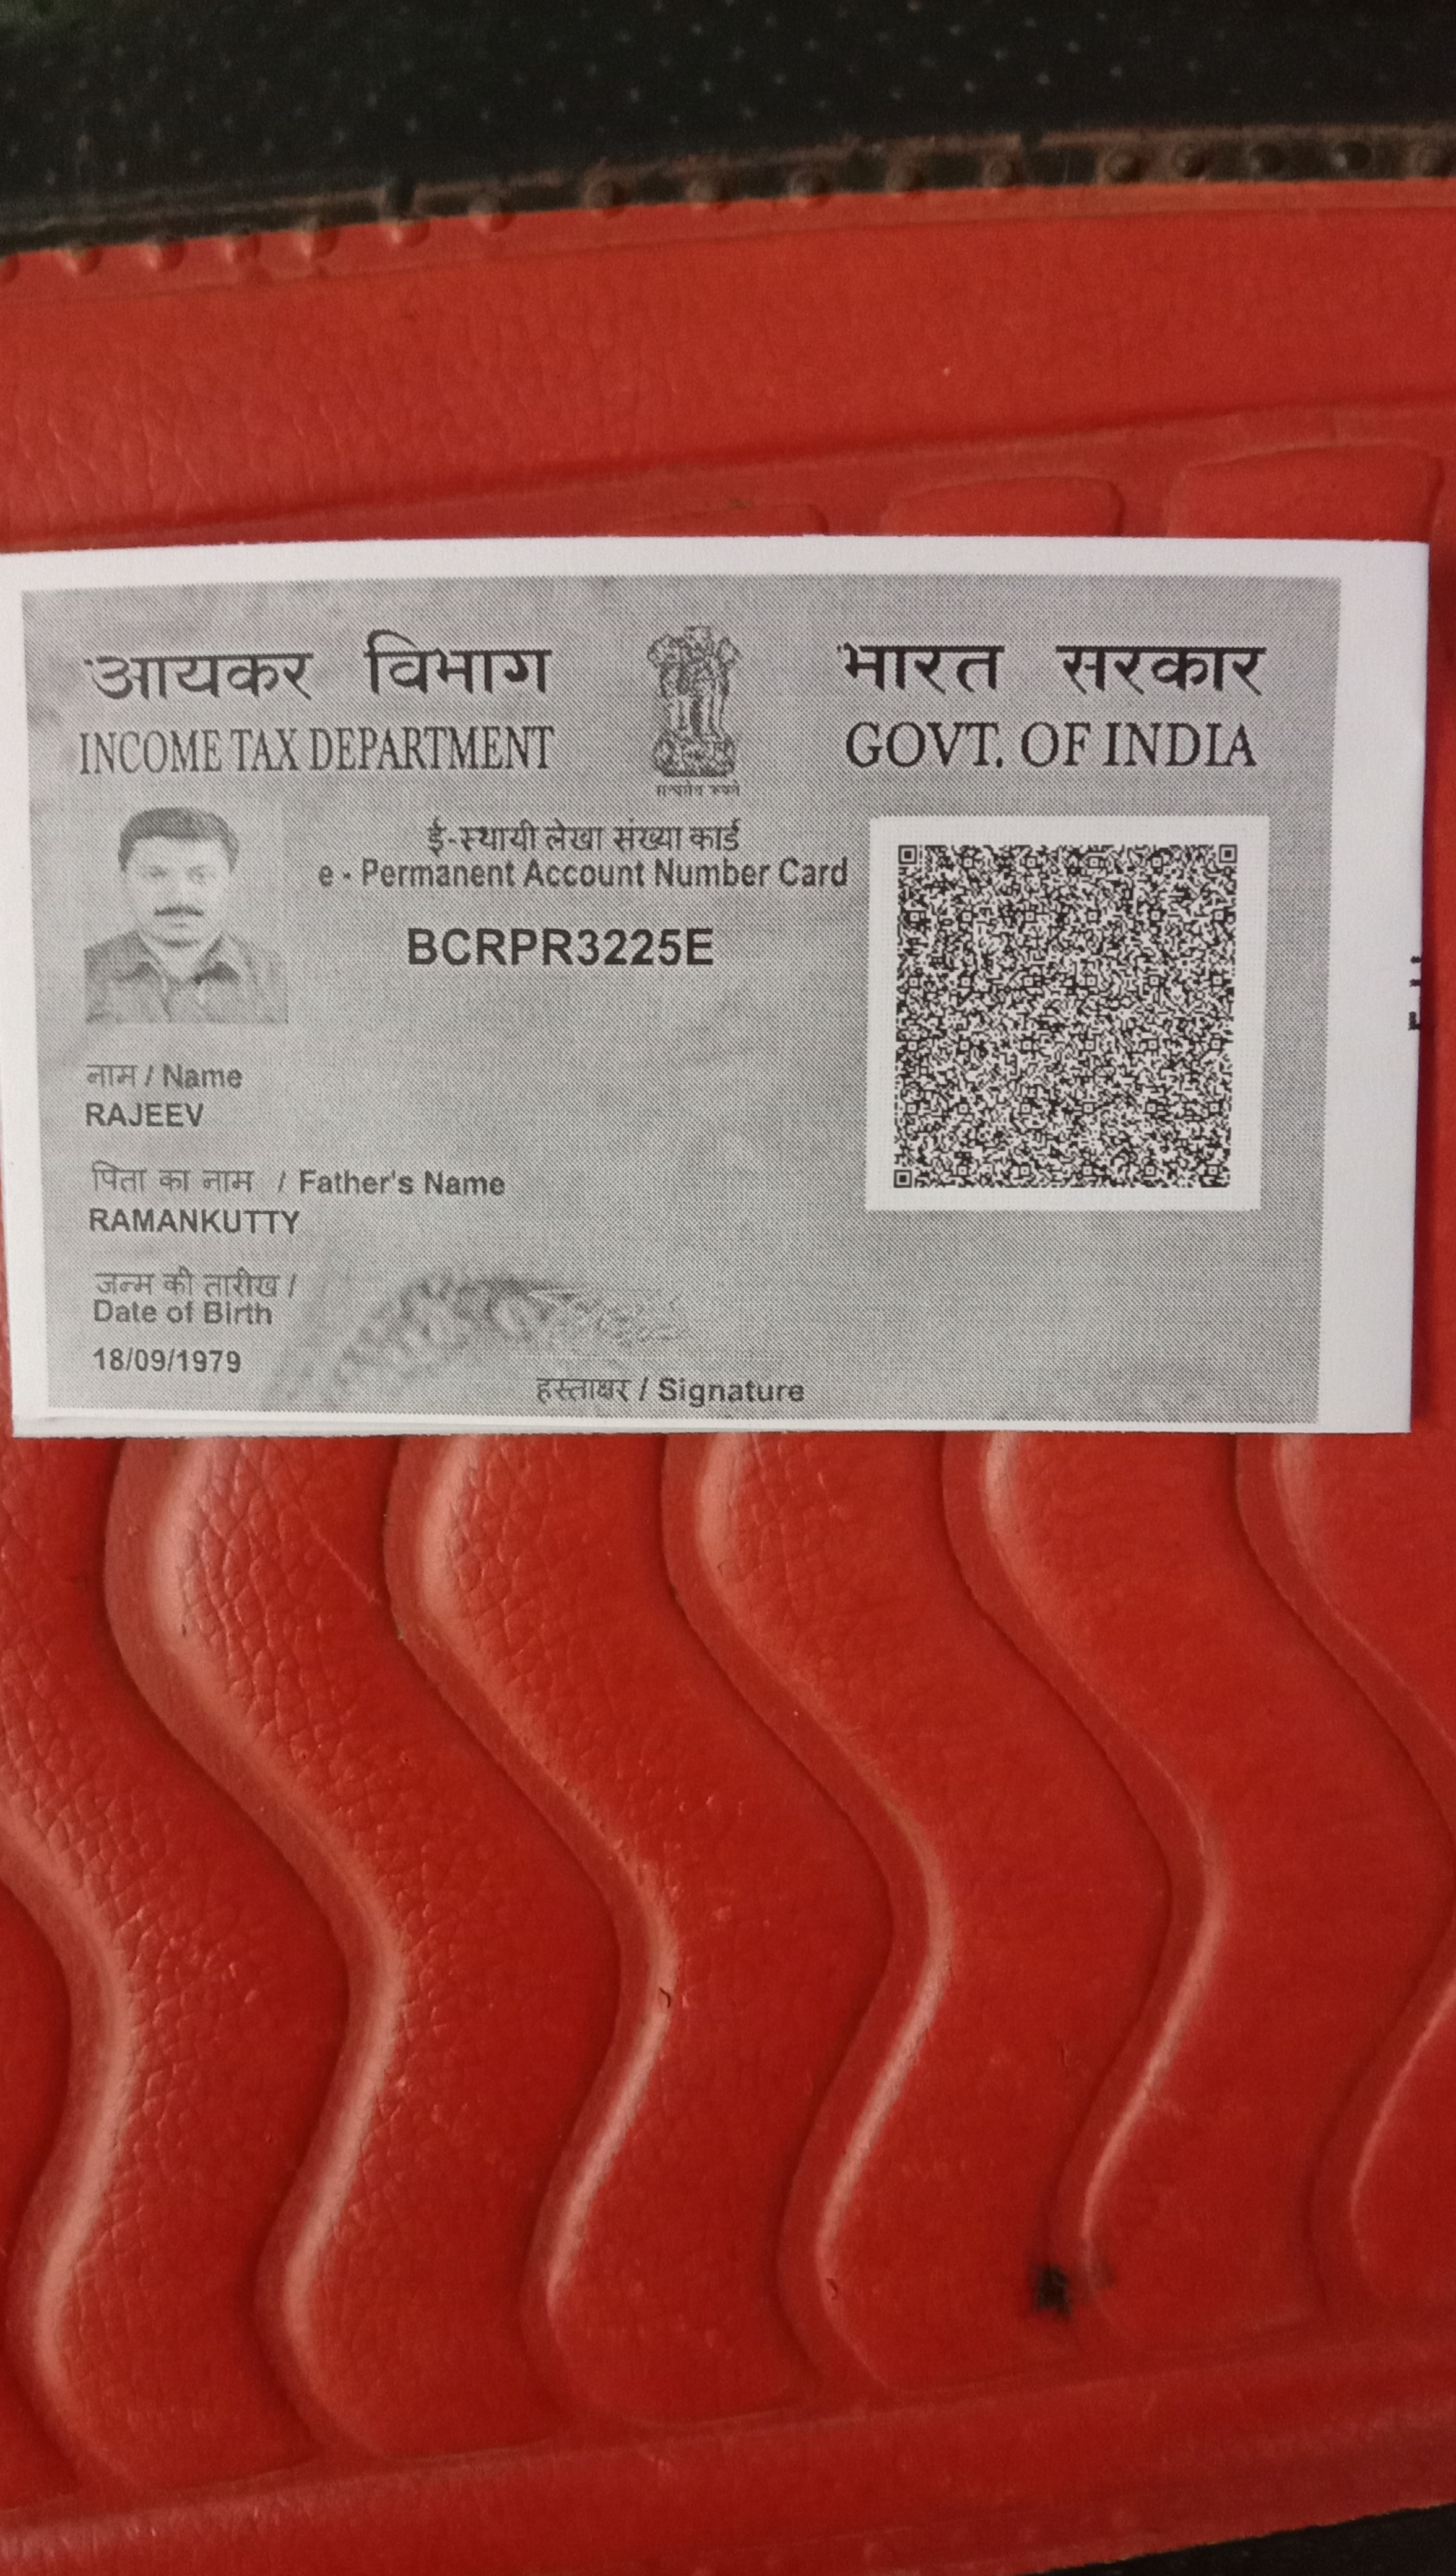 आयकर विभाग
INCOME TAX DEPARTMENT
भारत सरकार
GOVT. OF INDIA
सत्यमेव जयते
ई-स्थायी लेखा संख्या कार्ड
e - Permanent Account Number Card
BCRPR3225E
नाम / Name
RAJEEV
पिता का नाम / Father's Name
RAMANKUTTY
जन्म की तारीख /
Date of Birth
18/09/1979
हस्ताक्षर / Signature